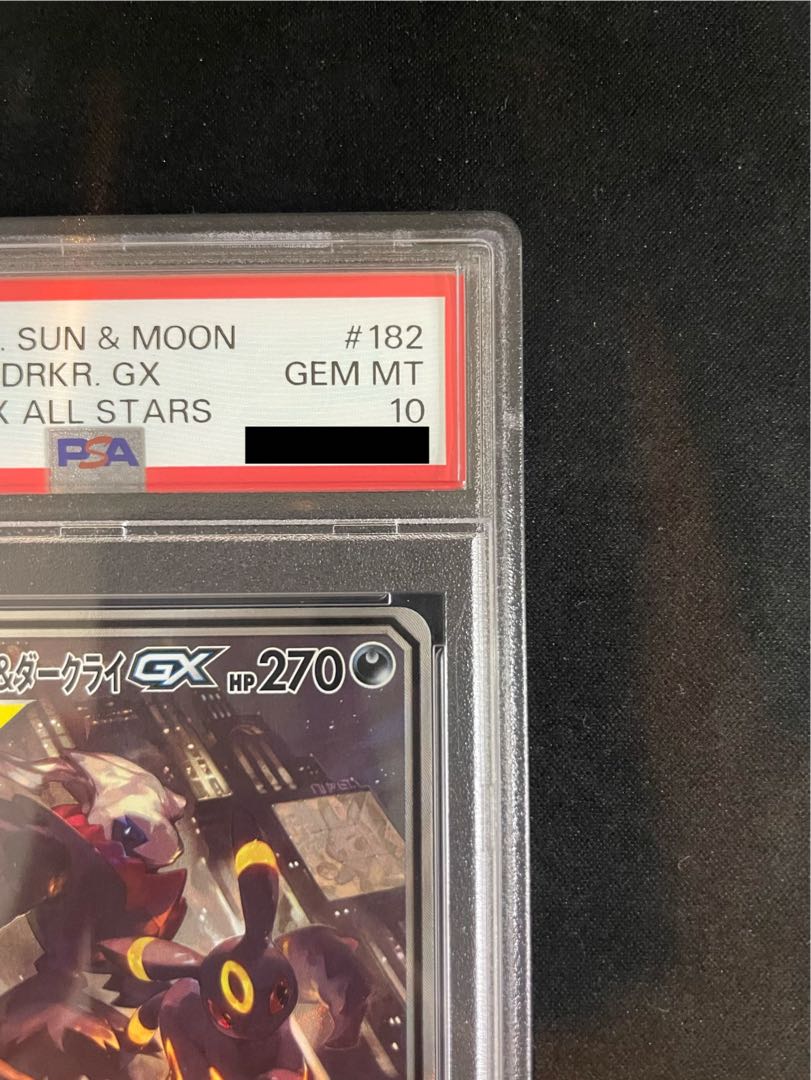 . SUN & MOON #182
DRKR. GX GEM MT
X ALL STARS 10
PSA
&ダークライGX HP270